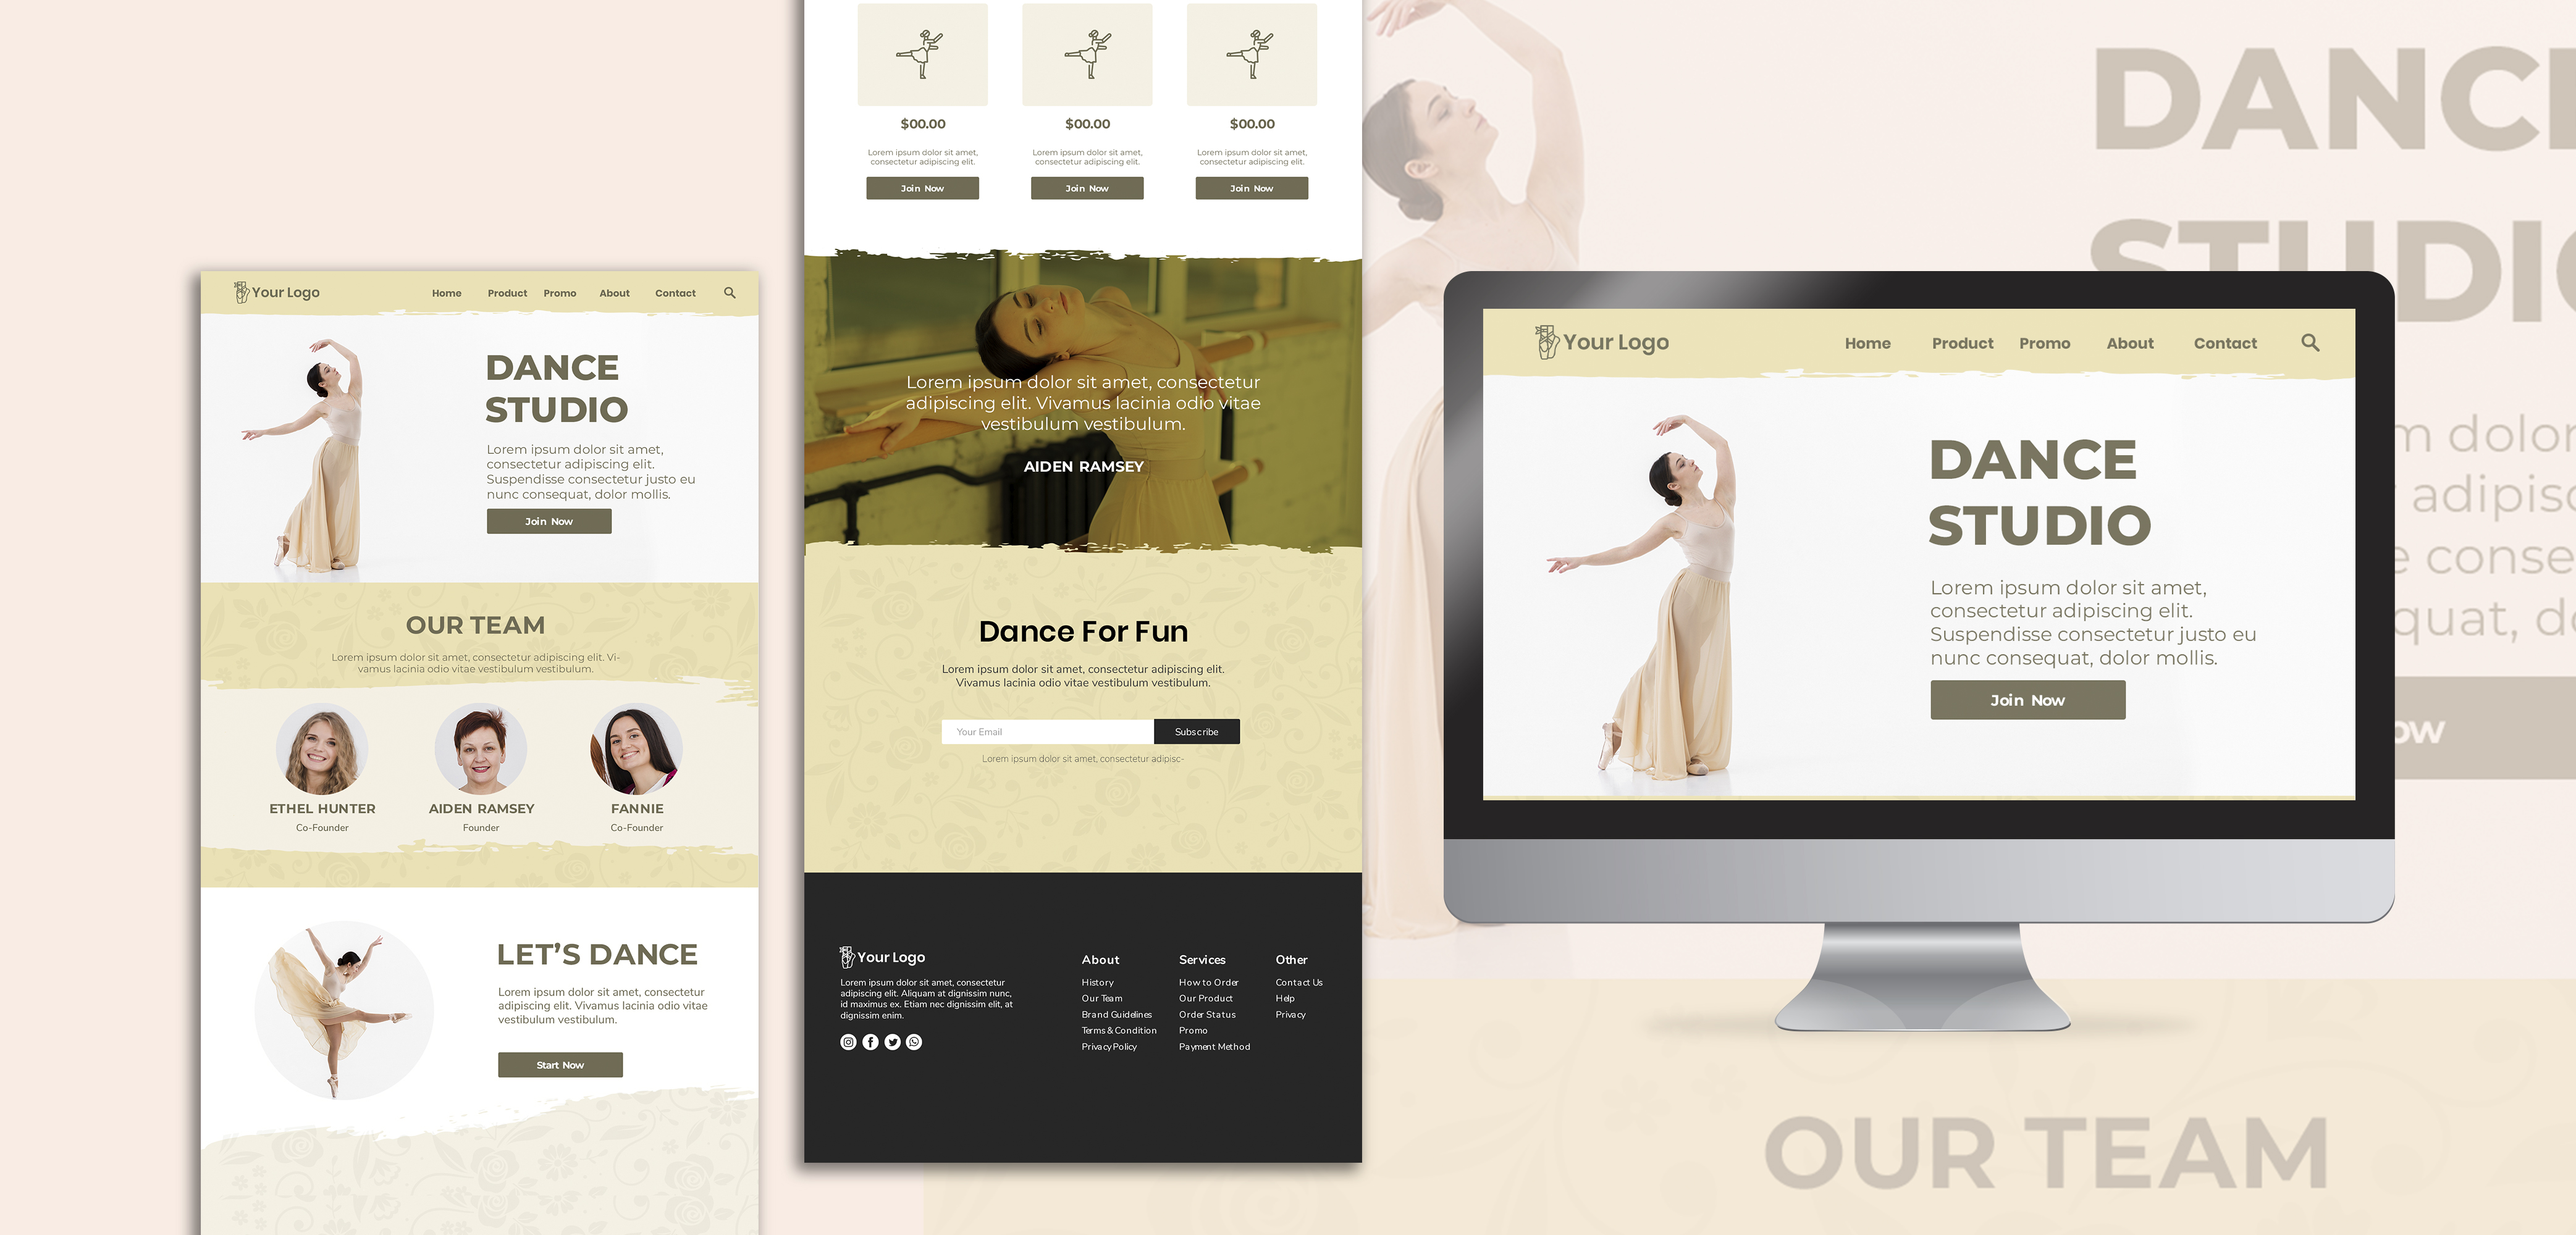 Your Logo
Home Product Promo About Contact
DANCE
STUDIO
Lorem ipsum dolor sit amet,
consectetur adipiscing elit.
Suspendisse consectetur justo eu
nunc consequat, dolor mollis.
Join Now
OUR TEAM
Lorem ipsum dolor sit amet, consectetur adipiscing elit. Vi-
vamus lacinia odio vitae vestibulum vestibulum.
ETHEL HUNTER
Co-Founder
AIDEN RAMSEY
Founder
FANNIE
Co-Founder
LET'S DANCE
Lorem ipsum dolor sit amet, consectetur
adipiscing elit. Vivamus lacinia odio vitae
vestibulum vestibulum.
Start Now
$00.00
Lorem ipsum dolor sit amet,
consectetur adipiscing elit.
Join Now
$00.00
Lorem ipsum dolor sit amet,
consectetur adipiscing elit.
Join Now
$00.00
Lorem ipsum dolor sit amet,
consectetur adipiscing elit.
Join Now
Lorem ipsum dolor sit amet, consectetur
adipiscing elit. Vivamus lacinia odio vitae
vestibulum vestibulum.
AIDEN RAMSEY
Dance For Fun
Lorem ipsum dolor sit amet, consectetur adipiscing elit.
Vivamus lacinia odio vitae vestibulum vestibulum.
Your Email
Subscribe
Lorem ipsum dolor sit amet, consectetur adipisc-
Your Logo
Lorem ipsum dolor sit amet, consectetur
adipiscing elit. Aliquam at dignissim nunc,
id maximus ex. Etiam nec dignissim elit, at
dignissim enim.
About
History
Our Team
Brand Guidelines
Terms & Condition
Privacy Policy
Services
How to Order
Our Product
Order Status
Promo
Payment Method
Other
Contact Us
Help
Privacy
Your Logo
Home Product Promo About Contact
DANCE
STUDIO
Lorem ipsum dolor sit amet,
consectetur adipiscing elit.
Suspendisse consectetur justo eu
nunc consequat, dolor mollis.
Join Now
DANCE
STUDIO
m dolor
adipisc
e conse
quat, do
ow
OUR TEAM